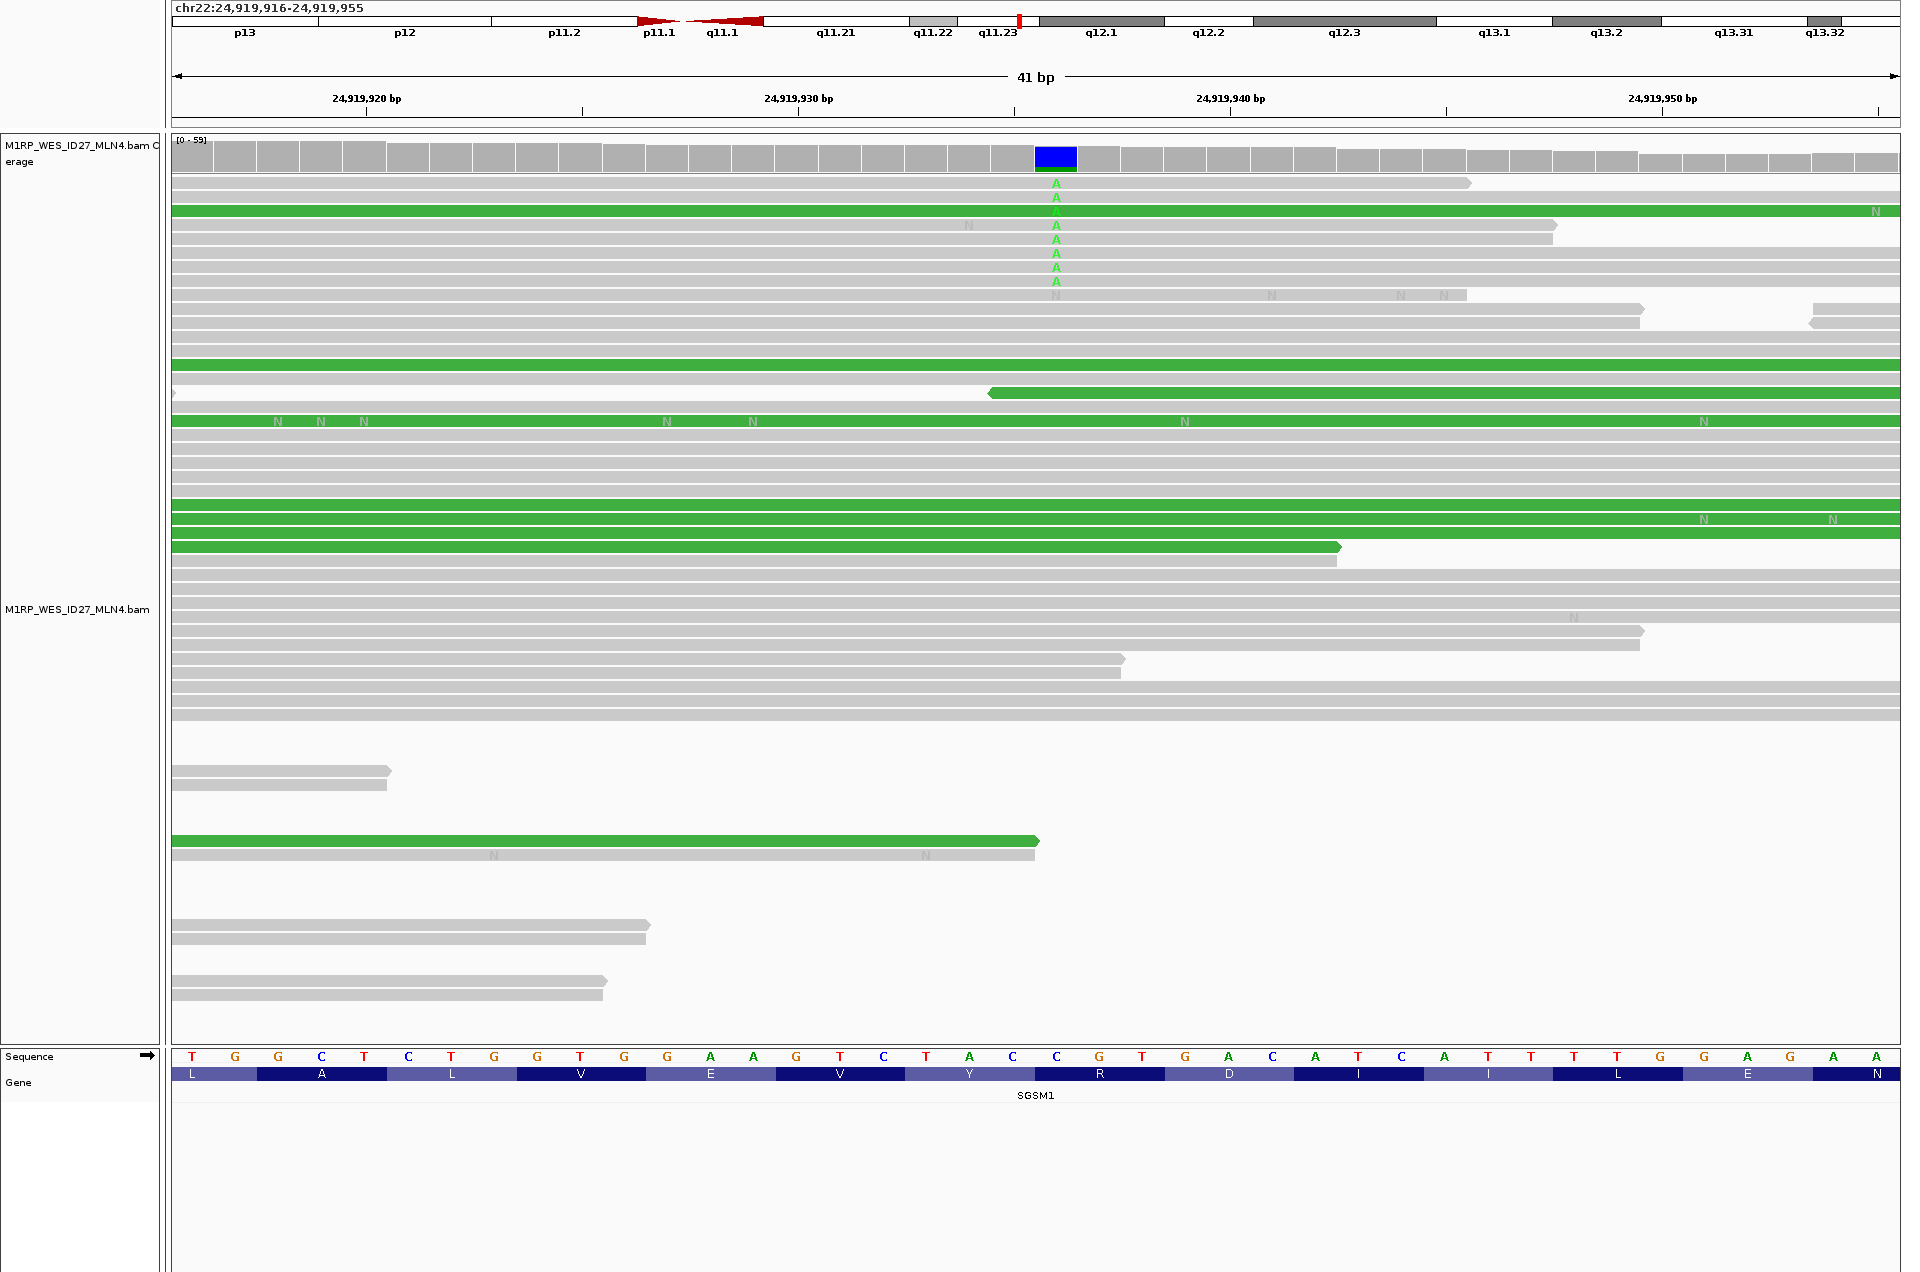 chr22:24,919,916-24,919,955
p13 p12 p11.2 p11.1 q11.1 q11.21 q11.22 q11.23 q12.1 q12.2 q12.3 q13.1 q13.2 q13.31 q13.32
41 bp
24,919,920 bp 24,919,930 bp 24,919,940 bp 24,919,950 bp
M1RP_WES_ID27_MLN4.bam C
erage
[0 - 59]
A
A
A N
N A
A
A
A
A
N N N N
N N N N N N N
N N
N
M1RP_WES_ID27_MLN4.bam
N N
Sequence T G G C T C T G G T G G A A G T C T A C C G T G A C A T C A T T T T G G A G A A
Gene L A L V E V Y R D I I L E N
SGSM1